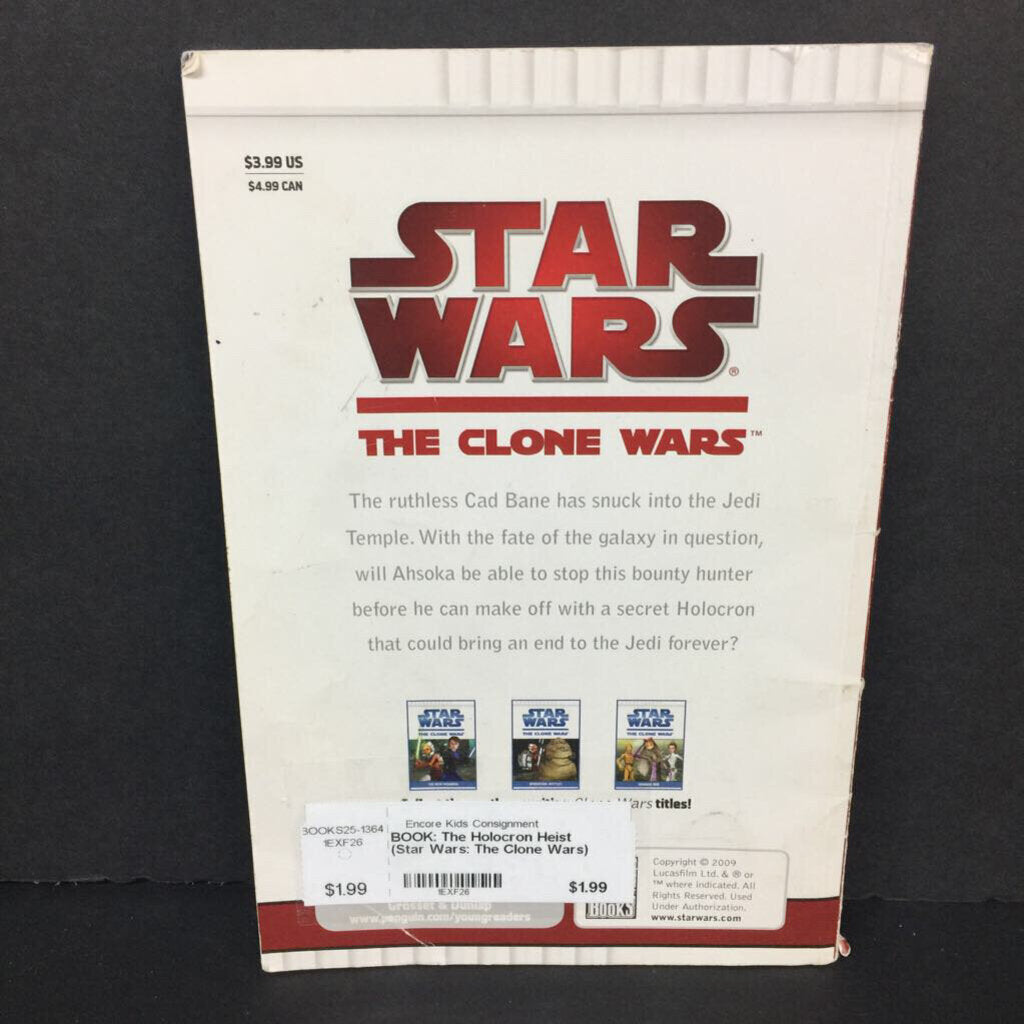 $3.99 US
$4.99 CAN
STAR
WARS®
THE CLONE WARS™
The ruthless Cad Bane has snuck into the Jedi
Temple. With the fate of the galaxy in question,
will Ahsoka be able to stop this bounty hunter
before he can make off with a secret Holocron
that could bring an end to the Jedi forever?
STAR WARS
THE CLONE WARS
STAR WARS
THE CLONE WARS
STAR WARS
THE CLONE WARS
Clone Wars titles!
BOOKS25-1364
1EXF26
$1.99
Encore Kids Consignment
BOOK: The Holocron Heist
(Star Wars: The Clone Wars)
1EXF26
$1.99
Grosset & Dunlap
www.penguin.com/youngreaders
BOOKS
Copyright © 2009
Lucasfilm Ltd. & ® or
™ where indicated. All
Rights Reserved. Used
Under Authorization.
www.starwars.com